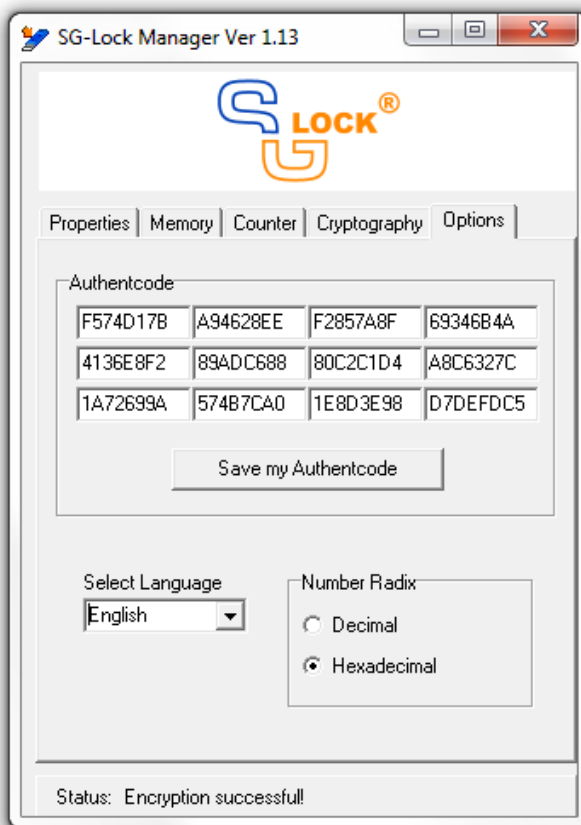 SG-Lock Manager Ver 1.13
SG LOCK®
Properties Memory Counter Cryptography Options
Authentcode
F574D17B A94628EE F2857A8F 69346B4A
4136E8F2 89ADC688 80C2C1D4 A8C6327C
1A72699A 574B7CA0 1E8D3E98 D7DEFDC5
Save my Authentcode
Select Language
English
Number Radix
Decimal
Hexadecimal
Status: Encryption successful!